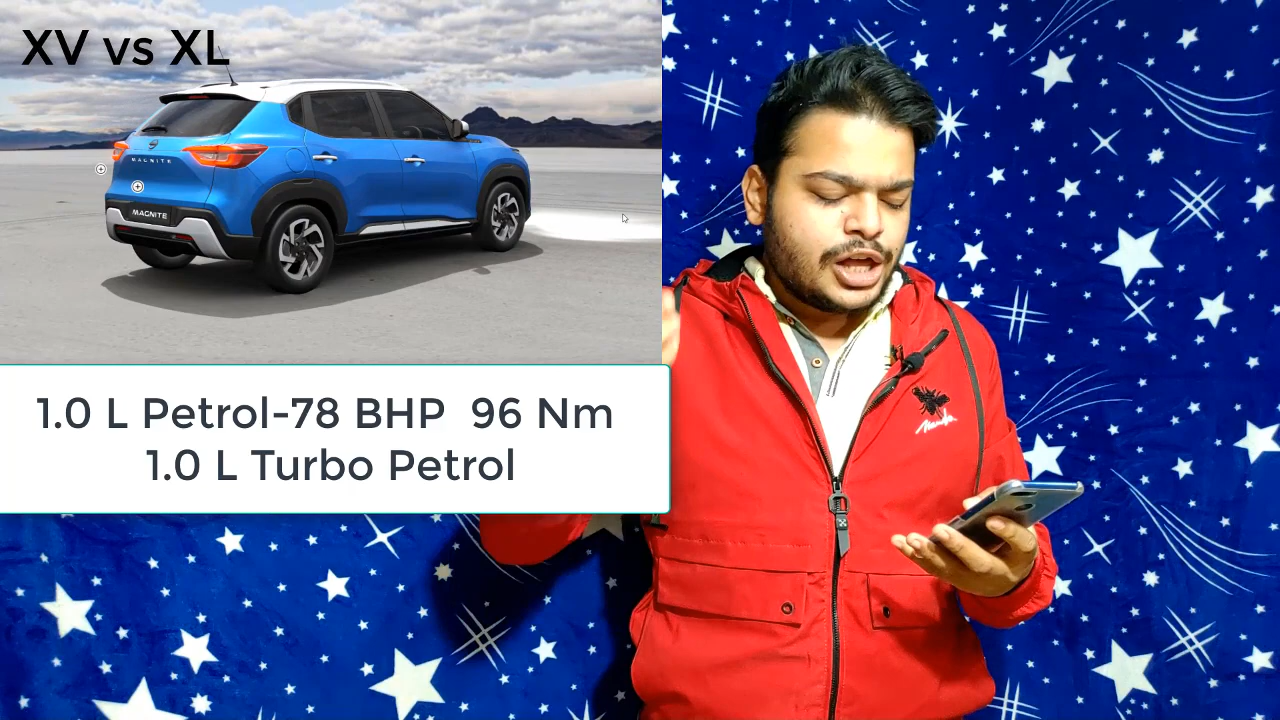 XV vs XL
MAGNITE
MAGNITE
1.0 L Petrol-78 BHP 96 Nm
1.0 L Turbo Petrol